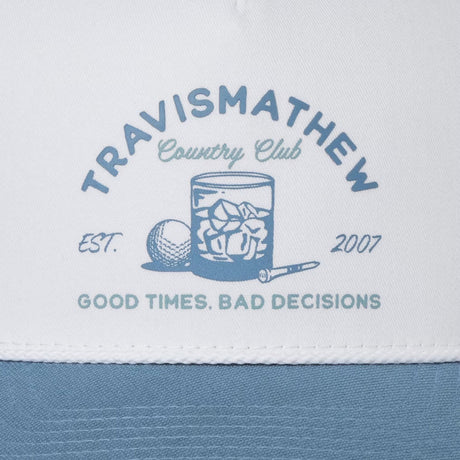 TRAVISMATHEW
Country Club
EST. 2007
GOOD TIMES. BAD DECISIONS